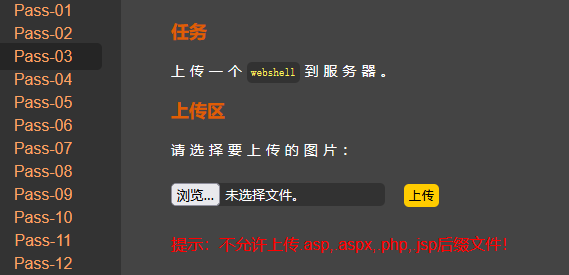 Pass-01
Pass-02
Pass-03
Pass-04
Pass-05
Pass-06
Pass-07
Pass-08
Pass-09
Pass-10
Pass-11
Pass-12
任务
上传一个 webshell 到服务器。
上传区
请选择要上传的图片：
浏览... 未选择文件。 上传
提示：不允许上传 asp, aspx, php, jsp后缀文件！